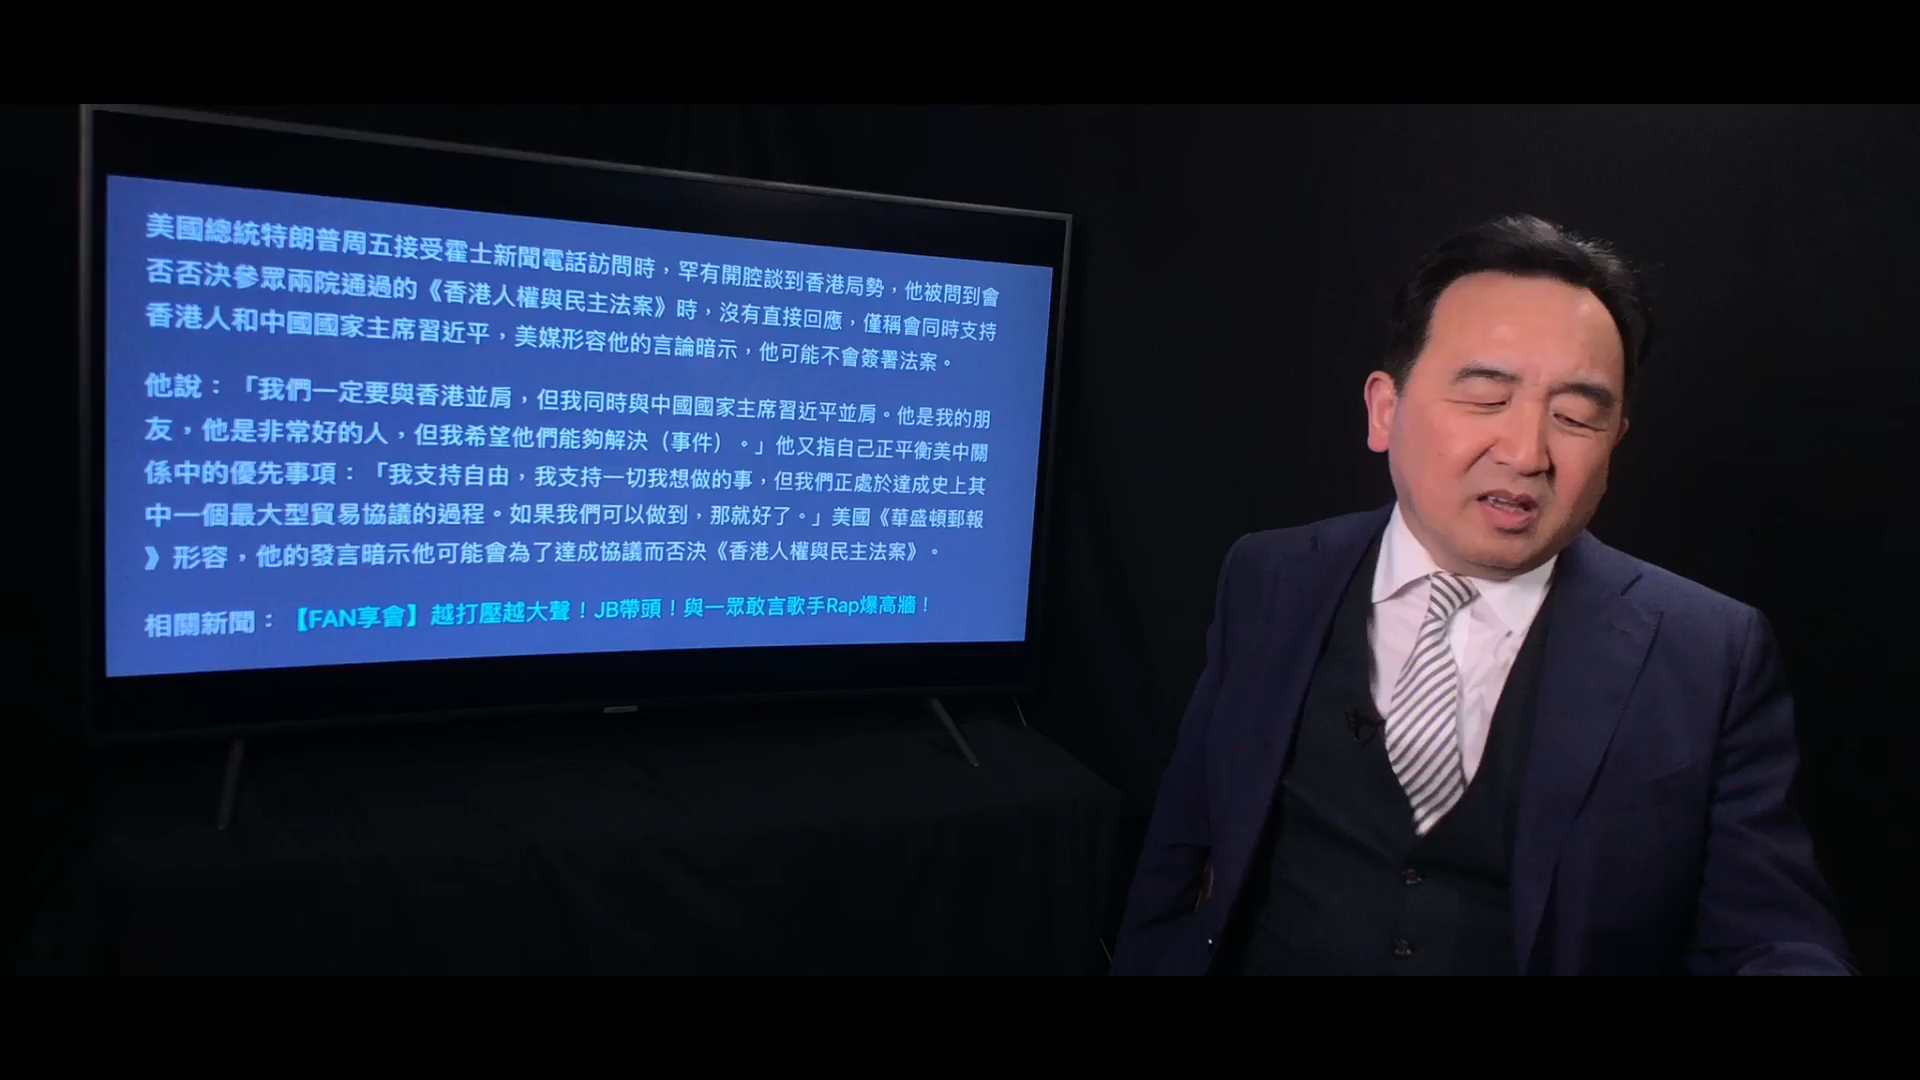 美國總統特朗普周五接受霍士新聞電話訪問時，罕有開腔談到香港局勢，他被問到會
否否決參眾兩院通過的《香港人權與民主法案》時，沒有直接回應，僅稱會同時支持
香港人和中國國家主席習近平，美媒形容他的言論暗示，他可能不會簽署法案。
他說：「我們一定要與香港並肩，但我同時與中國國家主席習近平並肩。他是我的朋
友，他是非常好的人，但我希望他們能夠解決（事件）。」他又指自己正平衡美中關
係中的優先事項：「我支持自由，我支持一切我想做的事，但我們正處於達成史上其
中一個最大型貿易協議的過程。如果我們可以做到，那就好了。」美國《華盛頓郵報
》形容，他的發言暗示他可能會為了達成協議而否決《香港人權與民主法案》。
相關新聞：【FAN享會】越打壓越大聲！JB帶頭！與一眾敢言歌手Rap爆高牆！